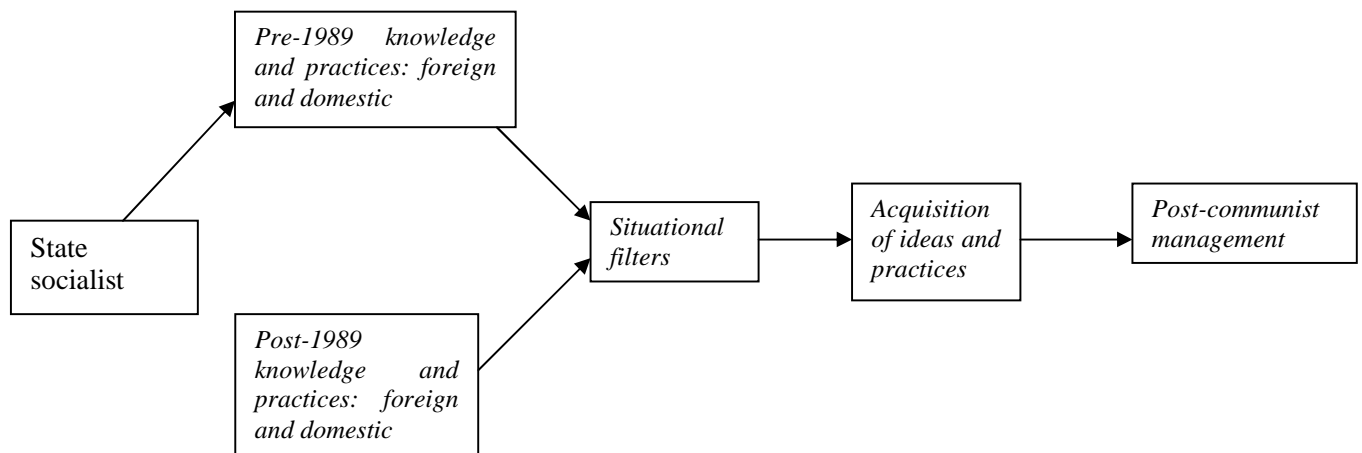 Pre-1989 knowledge
and practices: foreign
and domestic
State
socialist
Post-1989
knowledge and
practices: foreign
and domestic
Situational
filters
Acquisition
of ideas and
practices
Post-communist
management